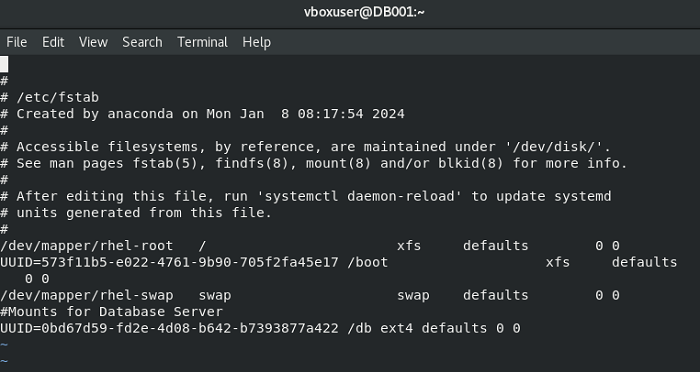 vboxuser@DB001:~
File Edit View Search Terminal Help
#
# /etc/fstab
# Created by anaconda on Mon Jan  8 08:17:54 2024
#
# Accessible filesystems, by reference, are maintained under '/dev/disk/'.
# See man pages fstab(5), findfs(8), mount(8) and/or blkid(8) for more info.
#
# After editing this file, run 'systemctl daemon-reload' to update systemd
# units generated from this file.
#
/dev/mapper/rhel-root   /                       xfs     defaults        0 0
UUID=573f11b5-e022-4761-9b90-705f2fa45e17 /boot                   xfs     defaults
   0 0
/dev/mapper/rhel-swap   swap                    swap    defaults        0 0
#Mounts for Database Server
UUID=0bd67d59-fd2e-4d08-b642-b7393877a422 /db ext4 defaults 0 0
~
~